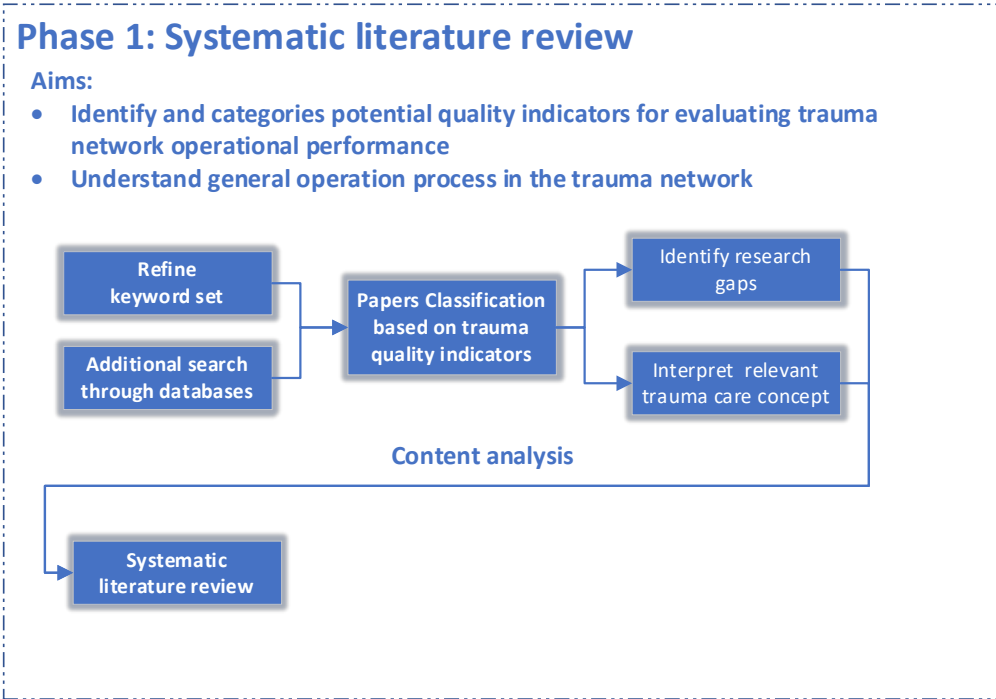 Phase 1: Systematic literature review
Aims:
• Identify and categories potential quality indicators for evaluating trauma
network operational performance
• Understand general operation process in the trauma network
Refine
keyword set
Additional search
through databases
Papers Classification
based on trauma
quality indicators
Identify research
gaps
Interpret relevant
trauma care concept
Content analysis
Systematic
literature review